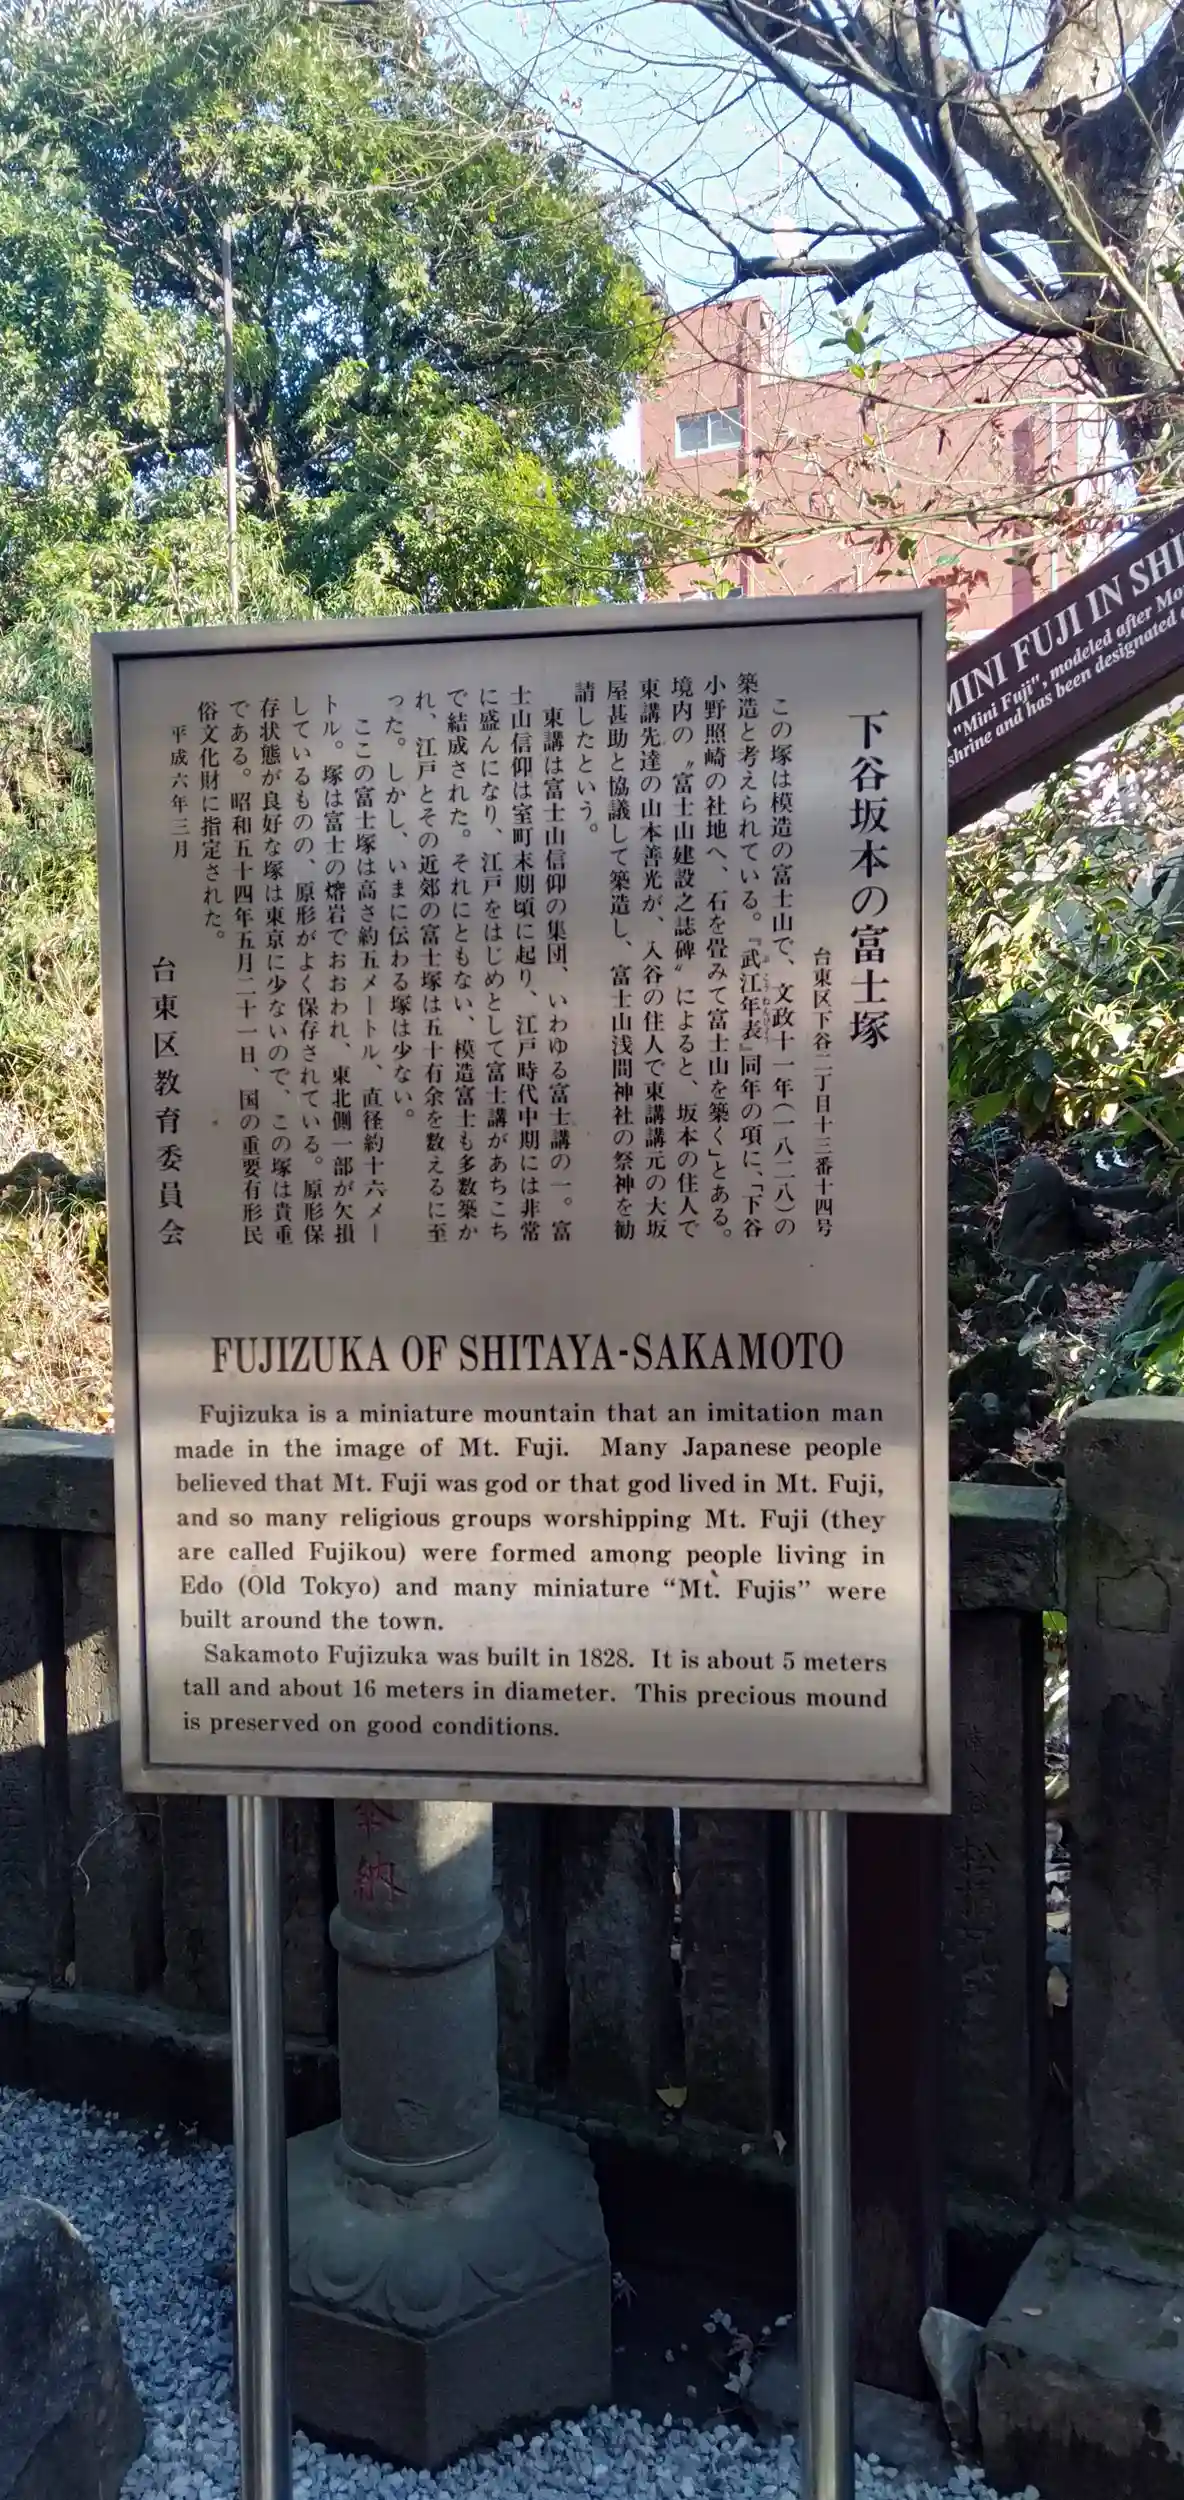 下谷坂本の富士塚
台東区下谷二丁目十三番十四号
この塚は模造の富士山で、文政十一年(一八二八)の
築造と考えられている。『武江年表』同年の項に、「下谷
小野照崎の社地へ、石を畳みて富士山を築く」とある。
境内の〝富士山建設之誌碑〟によると、坂本の住人で
東講先達の山本善光が、入谷の住人で東講講元の大坂
屋甚助と協議して築造し、富士山浅間神社の祭神を勧
請したという。
東講は富士山信仰の集団、いわゆる富士講の一。富
士山信仰は室町末期頃に起り、江戸時代中期には非常
に盛んになり、江戸をはじめとして富士講があちこち
で結成された。それにともない、模造富士も多数築か
れ、江戸とその近郊の富士塚は五十有余を数えるに至
った。しかし、いまに伝わる塚は少ない。
ここの富士塚は高さ約五メートル、直径約十六メー
トル。塚は富士の熔岩でおおわれ、東北側一部が欠損
しているものの、原形がよく保存されている。原形保
存状態が良好な塚は東京に少ないので、この塚は貴重
である。昭和五十四年五月二十一日、国の重要有形民
俗文化財に指定された。
平成六年三月
台東区教育委員会
FUJIZUKA OF SHITAYA-SAKAMOTO
Fujizuka is a miniature mountain that an imitation man
made in the image of Mt. Fuji. Many Japanese people
believed that Mt. Fuji was god or that god lived in Mt. Fuji,
and so many religious groups worshipping Mt. Fuji (they
are called Fujikou) were formed among people living in
Edo (Old Tokyo) and many miniature “Mt. Fujis” were
built around the town.
Sakamoto Fujizuka was built in 1828. It is about 5 meters
tall and about 16 meters in diameter. This precious mound
is preserved on good conditions.
MINI FUJI IN SHI
"Mini Fuji", modeled after Mo
shrine and has been designated
奉納